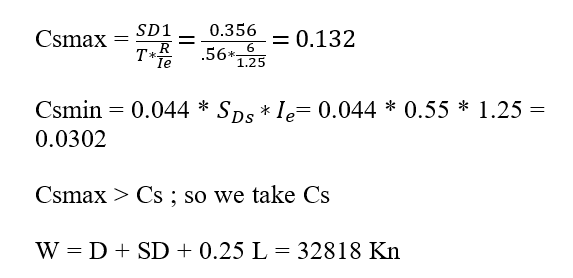 Csmax = \frac{SD1}{T*\frac{R}{Ie}} = \frac{0.356}{.56*\frac{6}{1.25}} = 0.132
Csmin = 0.044 * S_{Ds} * I_e= 0.044 * 0.55 * 1.25 =
0.0302
Csmax > Cs ; so we take Cs
W = D + SD + 0.25 L = 32818 Kn